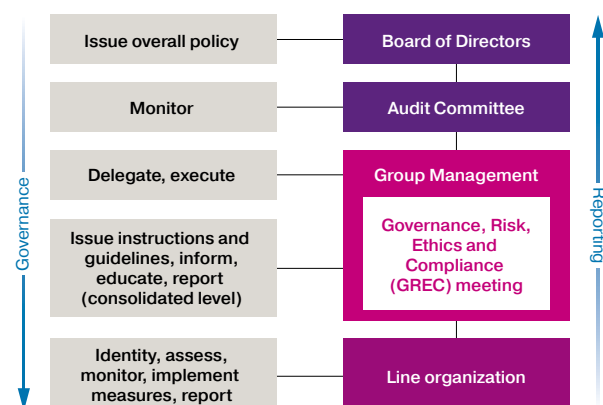 Governance
Issue overall policy
Board of Directors
Monitor
Audit Committee
Delegate, execute
Group Management
Issue instructions and
guidelines, inform,
educate, report
(consolidated level)
Governance, Risk,
Ethics and
Compliance
(GREC) meeting
Identity, assess,
monitor, implement
measures, report
Line organization
Reporting